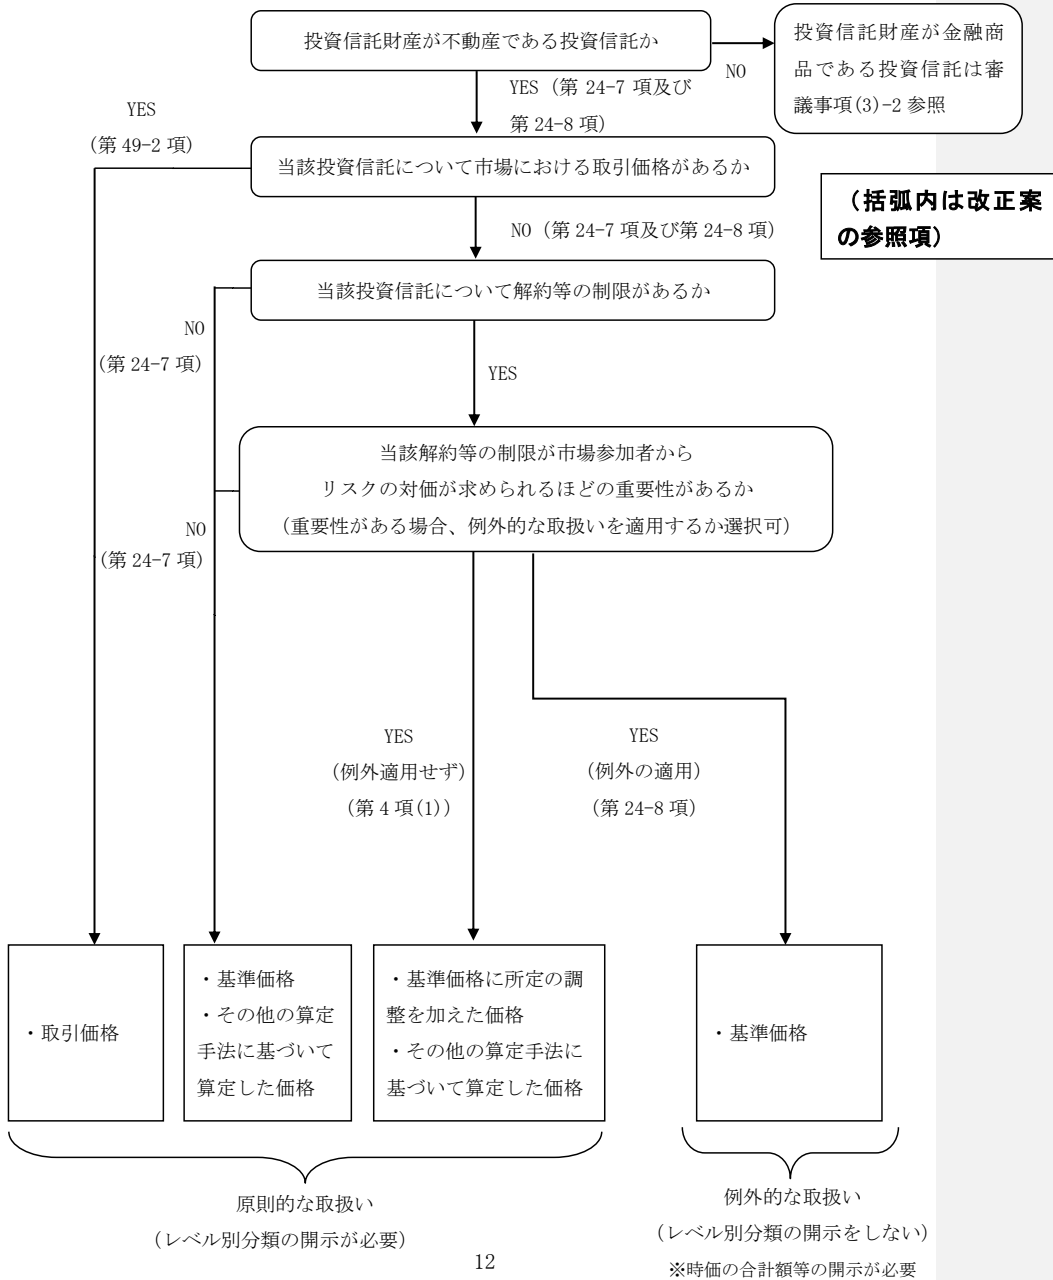 投資信託財産が不動産である投資信託か
NO
投資信託財産が金融商
品である投資信託は審
議事項(3)-2 参照
YES（第 24-7 項及び
第 24-8 項）
YES
（第 49-2 項）
当該投資信託について市場における取引価格があるか
（括弧内は改正案
の参照項）
NO（第 24-7 項及び第 24-8 項）
当該投資信託について解約等の制限があるか
NO
（第 24-7 項）
YES
当該解約等の制限が市場参加者から
リスクの対価が求められるほどの重要性があるか
（重要性がある場合、例外的な取扱いを適用するか選択可）
NO
（第 24-7 項）
YES
（例外適用せず）
（第 4 項(1)）
YES
（例外の適用）
（第 24-8 項）
・取引価格
・基準価格
・その他の算定
手法に基づいて
算定した価格
・基準価格に所定の調
整を加えた価格
・その他の算定手法に
基づいて算定した価格
・基準価格
原則的な取扱い
（レベル別分類の開示が必要）
例外的な取扱い
（レベル別分類の開示をしない）
※時価の合計額等の開示が必要
12